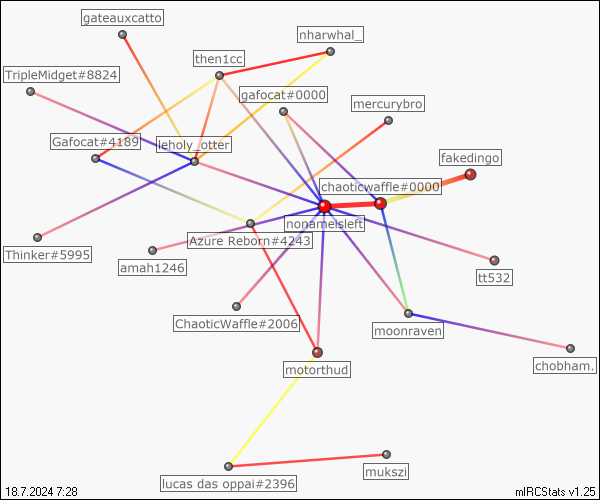 gateauxcatto
nharwhal_
then1cc
TripleMidget#8824
gafocat#0000
mercurybro
Gafocat#4189
leholy_otter
fakedingo
chaoticwaffle#0000
nonameisleft
Azure Reborn#4243
Thinker#5995
amah1246
tt532
ChaoticWaffle#2006
moonraven
motorthud
chobham.
mukszi
lucas das oppai#2396
18.7.2024 7:28
mIRCStats v1.25